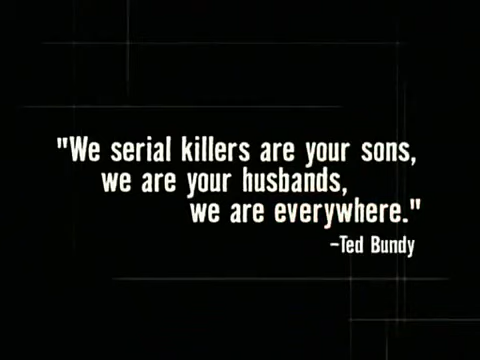 "We serial killers are your sons,
we are your husbands,
we are everywhere."
–Ted Bundy